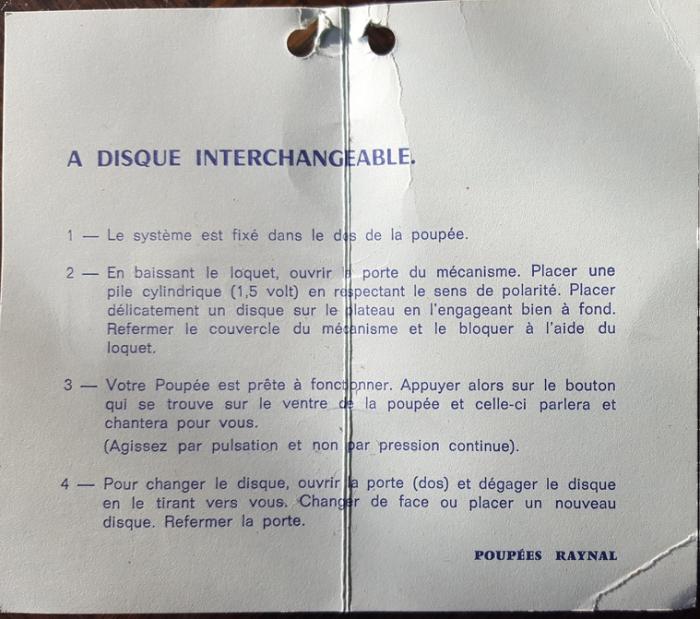 A DISQUE INTERCHANGEABLE.
1 — Le système est fixé dans le dos de la poupée.
2 — En baissant le loquet, ouvrir la porte du mécanisme. Placer une
pile cylindrique (1,5 volt) en respectant le sens de polarité. Placer
délicatement un disque sur le plateau en l'engageant bien à fond.
Refermer le couvercle du mécanisme et le bloquer à l'aide du
loquet.
3 — Votre Poupée est prête à fonctionner. Appuyer alors sur le bouton
qui se trouve sur le ventre de la poupée et celle-ci parlera et
chantera pour vous.
(Agissez par pulsation et non par pression continue).
4 — Pour changer le disque, ouvrir la porte (dos) et dégager le disque
en le tirant vers vous. Changer de face ou placer un nouveau
disque. Refermer la porte.
POUPÉES RAYNAL